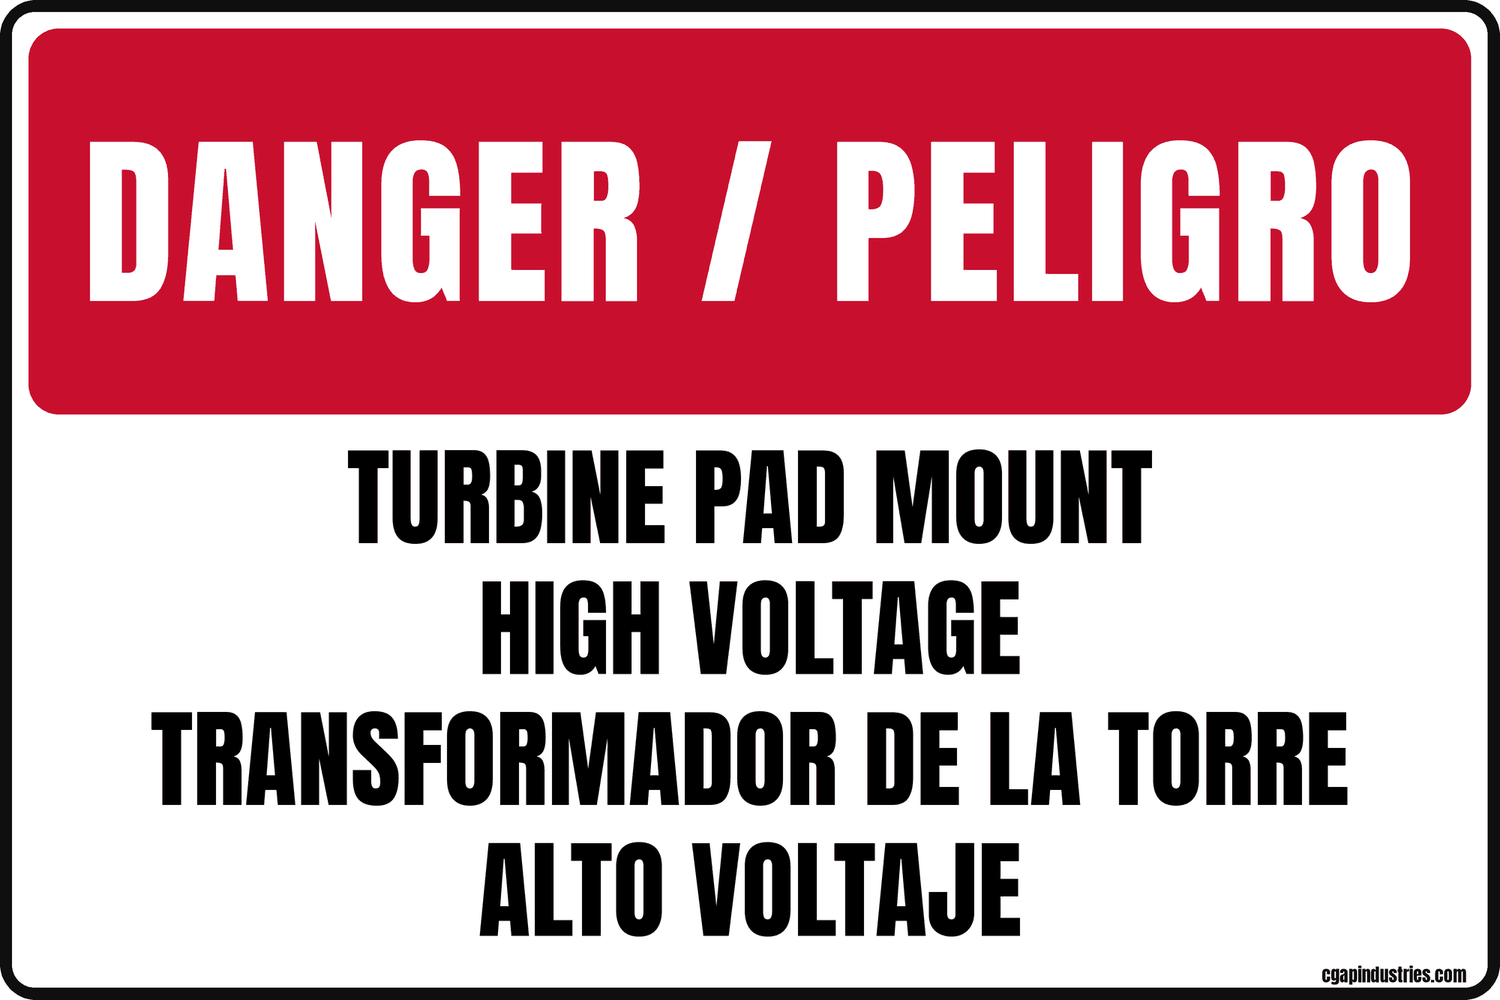 DANGER / PELIGRO
TURBINE PAD MOUNT
HIGH VOLTAGE
TRANSFORMADOR DE LA TORRE
ALTO VOLTAJE
cgapindustries.com